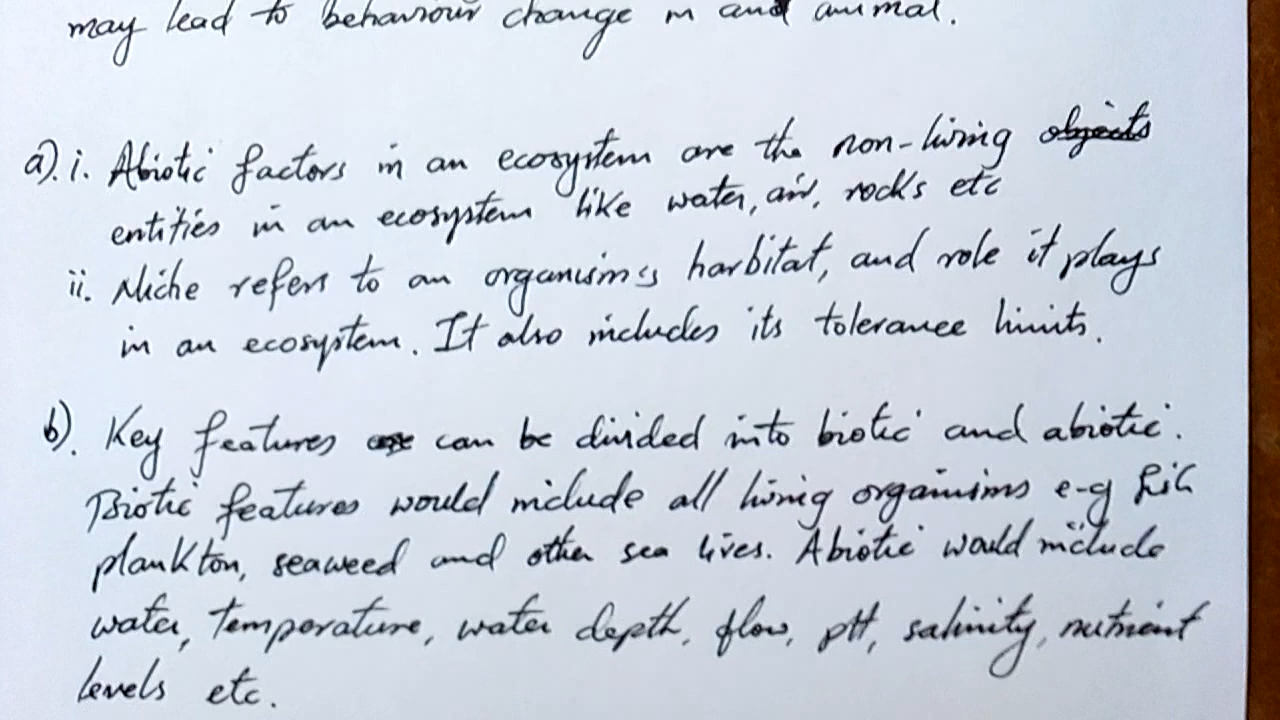 may lead to behaviour change in and animal.
a). i. Abiotic factors in an ecosystem are the non-living objects
entities in an ecosystem like water, air, rocks etc
ii. Niche refers to an organism's harbitat, and role it plays
in an ecosystem. It also includes its tolerance limits.
b). Key features can be divided into biotic and abiotic.
Biotic features would include all living organisms e-g fish
plankton, seaweed and other sea lives. Abiotic would include
water, temperature, water depth, flow, pH, salinity, nutrient
levels etc.